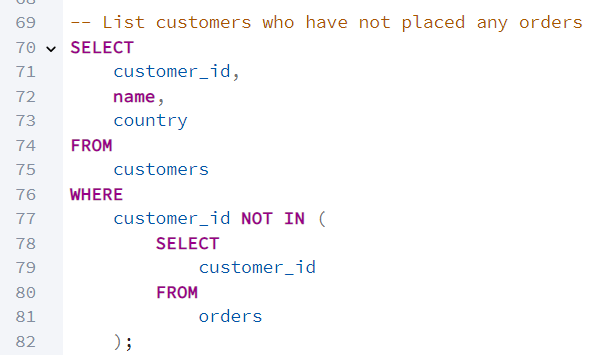 69 -- List customers who have not placed any orders
70 SELECT
71     customer_id,
72     name,
73     country
74 FROM
75     customers
76 WHERE
77     customer_id NOT IN (
78         SELECT
79             customer_id
80         FROM
81             orders
82     );